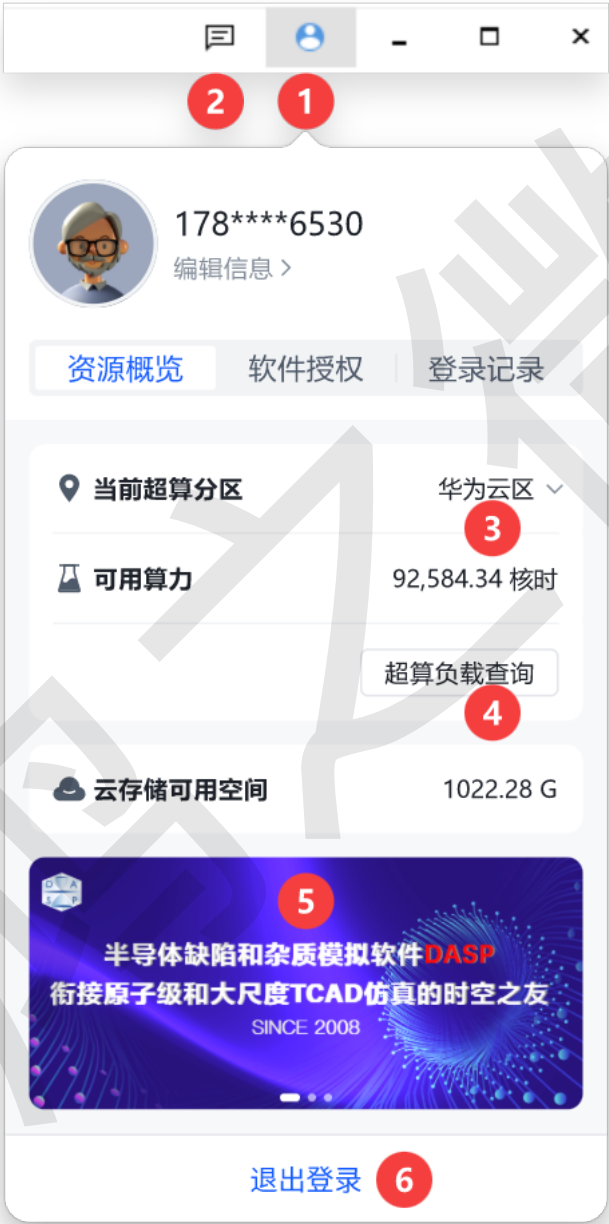 2 1
178****6530
编辑信息 >
资源概览 软件授权 登录记录
当前超算分区 华为云区
3
可用算力 92,584.34 核时
超算负载查询
4
云存储可用空间 1022.28 G
D A
S P
5
半导体缺陷和杂质模拟软件DASP
衔接原子级和大尺度TCAD仿真的时空之友
SINCE 2008
退出登录 6